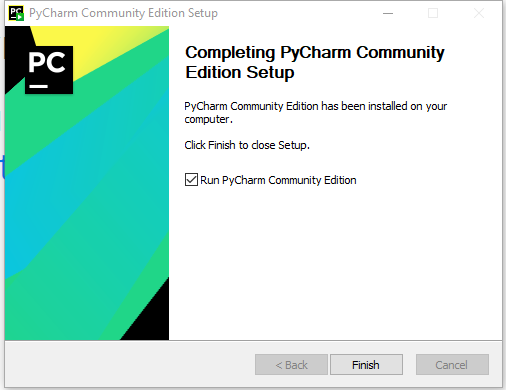 PC PyCharm Community Edition Setup
PC
Completing PyCharm Community
Edition Setup
PyCharm Community Edition has been installed on your
computer.
Click Finish to close Setup.
Run PyCharm Community Edition
< Back Finish Cancel